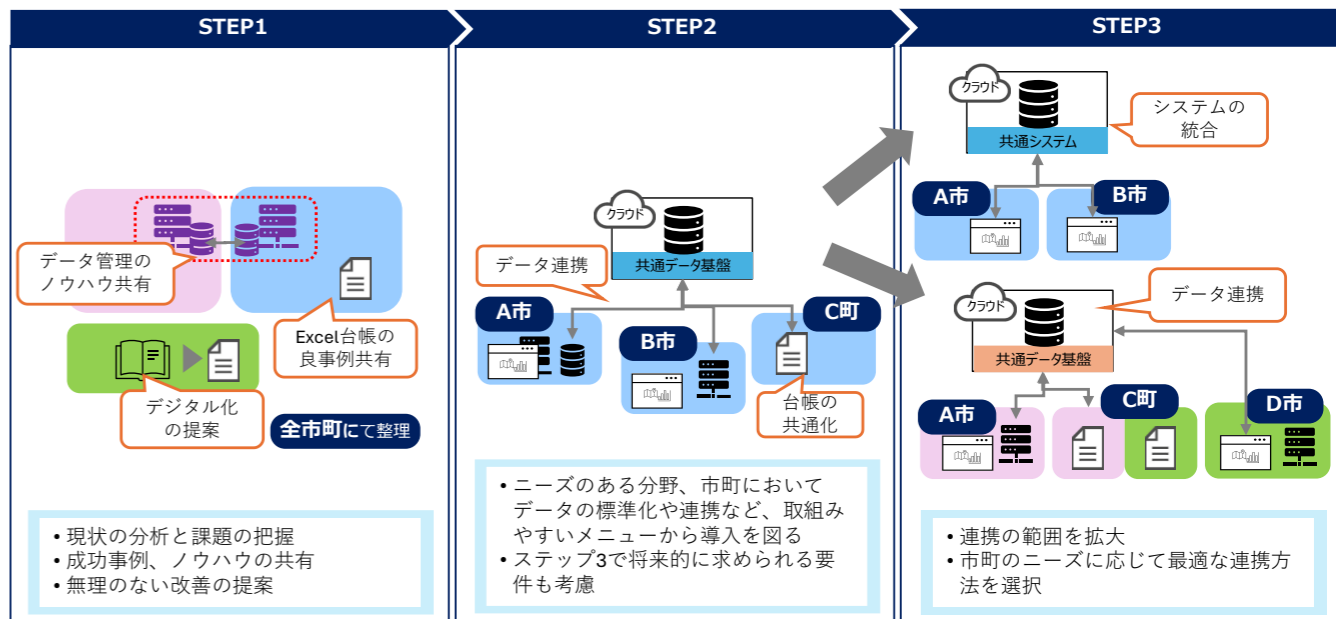 STEP1
データ管理の
ノウハウ共有
Excel台帳の
良事例共有
デジタル化
の提案
全市町にて整理
• 現状の分析と課題の把握
• 成功事例、ノウハウの共有
• 無理のない改善の提案
STEP2
クラウド
共通データ基盤
データ連携
A市
B市
C町
台帳の
共通化
• ニーズのある分野、市町において
データの標準化や連携など、取組み
やすいメニューから導入を図る
• ステップ3で将来的に求められる要
件も考慮
STEP3
クラウド
共通システム
システムの
統合
A市
B市
クラウド
共通データ基盤
データ連携
A市
C町
D市
• 連携の範囲を拡大
• 市町のニーズに応じて最適な連携方
法を選択